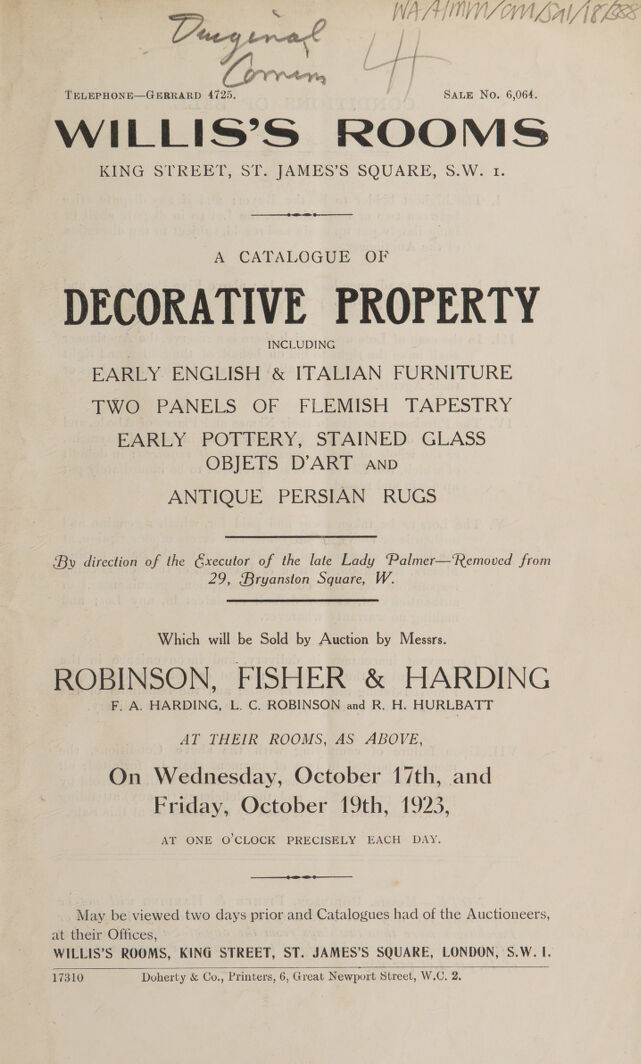 Original
4
TELEPHONE—GERRARD 4725. SALE No. 6,064.
WILLIS'S ROOMS
KING STREET, ST. JAMES'S SQUARE, S.W. 1.
A CATALOGUE OF
DECORATIVE PROPERTY
INCLUDING
EARLY ENGLISH & ITALIAN FURNITURE
TWO PANELS OF FLEMISH TAPESTRY
EARLY POTTERY, STAINED GLASS
OBJETS D'ART AND
ANTIQUE PERSIAN RUGS
By direction of the Executor of the late Lady Palmer—Removed from
29, Bryanston Square, W.
Which will be Sold by Auction by Messrs.
ROBINSON, FISHER & HARDING
F. A. HARDING, L. C. ROBINSON and R. H. HURLBATT
AT THEIR ROOMS, AS ABOVE,
On Wednesday, October 17th, and
Friday, October 19th, 1923,
AT ONE O'CLOCK PRECISELY EACH DAY.
May be viewed two days prior and Catalogues had of the Auctioneers,
at their Offices,
WILLIS'S ROOMS, KING STREET, ST. JAMES'S SQUARE, LONDON, S.W. 1.
17310 Doherty & Co., Printers, 6, Great Newport Street, W.C. 2.